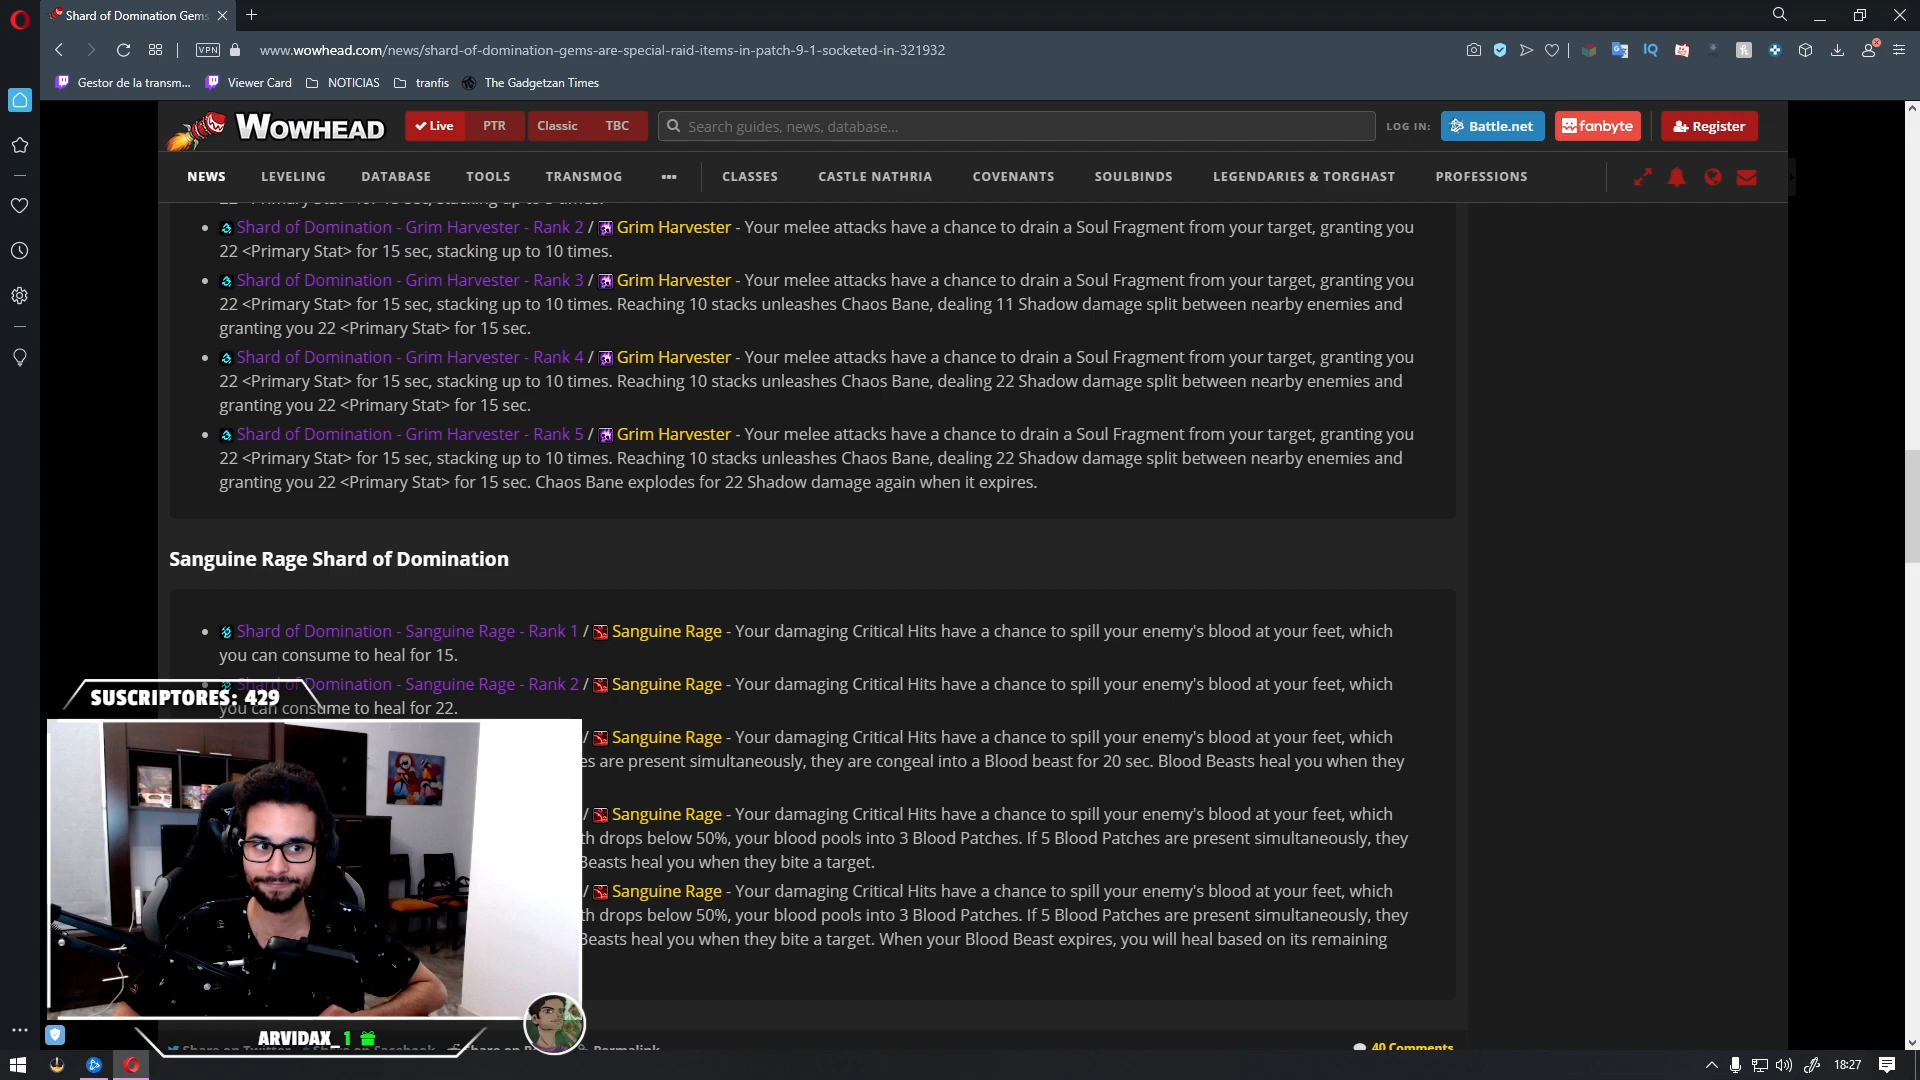 Shard of Domination Gems
www.wowhead.com/news/shard-of-domination-gems-are-special-raid-items-in-patch-9-1-socketed-in-321932
VPN
Gestor de la transm... Viewer Card NOTICIAS tranfis The Gadgetzan Times
WOWHEAD Live PTR Classic TBC Search guides, news, database... LOG IN: Battle.net fanbyte Register
NEWS LEVELING DATABASE TOOLS TRANSMOG ••• CLASSES CASTLE NATHRIA COVENANTS SOULBINDS LEGENDARIES & TORGHAST PROFESSIONS
22 <Primary Stat> for 15 sec, stacking up to 5 times.
• Shard of Domination - Grim Harvester - Rank 2 / Grim Harvester - Your melee attacks have a chance to drain a Soul Fragment from your target, granting you
22 <Primary Stat> for 15 sec, stacking up to 10 times.
• Shard of Domination - Grim Harvester - Rank 3 / Grim Harvester - Your melee attacks have a chance to drain a Soul Fragment from your target, granting you
22 <Primary Stat> for 15 sec, stacking up to 10 times. Reaching 10 stacks unleashes Chaos Bane, dealing 11 Shadow damage split between nearby enemies and
granting you 22 <Primary Stat> for 15 sec.
• Shard of Domination - Grim Harvester - Rank 4 / Grim Harvester - Your melee attacks have a chance to drain a Soul Fragment from your target, granting you
22 <Primary Stat> for 15 sec, stacking up to 10 times. Reaching 10 stacks unleashes Chaos Bane, dealing 22 Shadow damage split between nearby enemies and
granting you 22 <Primary Stat> for 15 sec.
• Shard of Domination - Grim Harvester - Rank 5 / Grim Harvester - Your melee attacks have a chance to drain a Soul Fragment from your target, granting you
22 <Primary Stat> for 15 sec, stacking up to 10 times. Reaching 10 stacks unleashes Chaos Bane, dealing 22 Shadow damage split between nearby enemies and
granting you 22 <Primary Stat> for 15 sec. Chaos Bane explodes for 22 Shadow damage again when it expires.
Sanguine Rage Shard of Domination
• Shard of Domination - Sanguine Rage - Rank 1 / Sanguine Rage - Your damaging Critical Hits have a chance to spill your enemy's blood at your feet, which
you can consume to heal for 15.
• Shard of Domination - Sanguine Rage - Rank 2 / Sanguine Rage - Your damaging Critical Hits have a chance to spill your enemy's blood at your feet, which
SUSCRIPTORES: 429
you can consume to heal for 22.
/ Sanguine Rage - Your damaging Critical Hits have a chance to spill your enemy's blood at your feet, which
es are present simultaneously, they are congeal into a Blood beast for 20 sec. Blood Beasts heal you when they
/ Sanguine Rage - Your damaging Critical Hits have a chance to spill your enemy's blood at your feet, which
th drops below 50%, your blood pools into 3 Blood Patches. If 5 Blood Patches are present simultaneously, they
Beasts heal you when they bite a target.
/ Sanguine Rage - Your damaging Critical Hits have a chance to spill your enemy's blood at your feet, which
th drops below 50%, your blood pools into 3 Blood Patches. If 5 Blood Patches are present simultaneously, they
Beasts heal you when they bite a target. When your Blood Beast expires, you will heal based on its remaining
ARVIDAX_1
Share on Twitter Share on Facebook Permalink 40 Comments
18:27